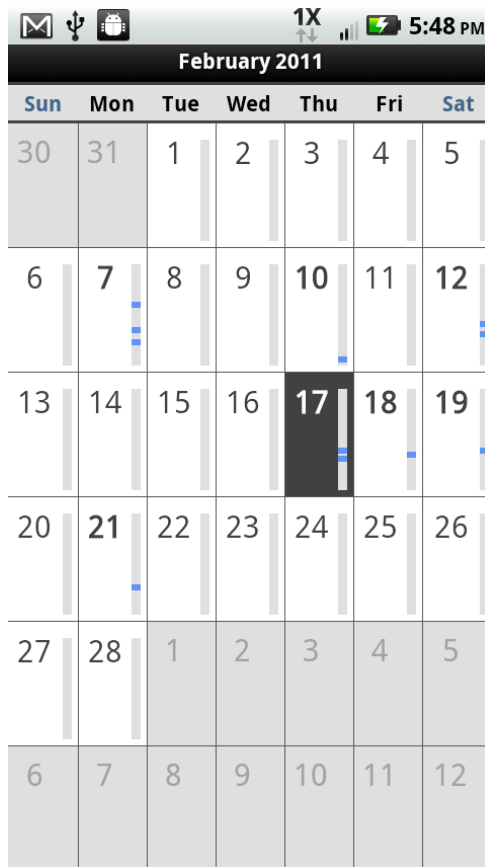 1X 5:48 PM
February 2011
Sun Mon Tue Wed Thu Fri Sat
30 31 1 2 3 4 5
6 7 8 9 10 11 12
13 14 15 16 17 18 19
20 21 22 23 24 25 26
27 28 1 2 3 4 5
6 7 8 9 10 11 12